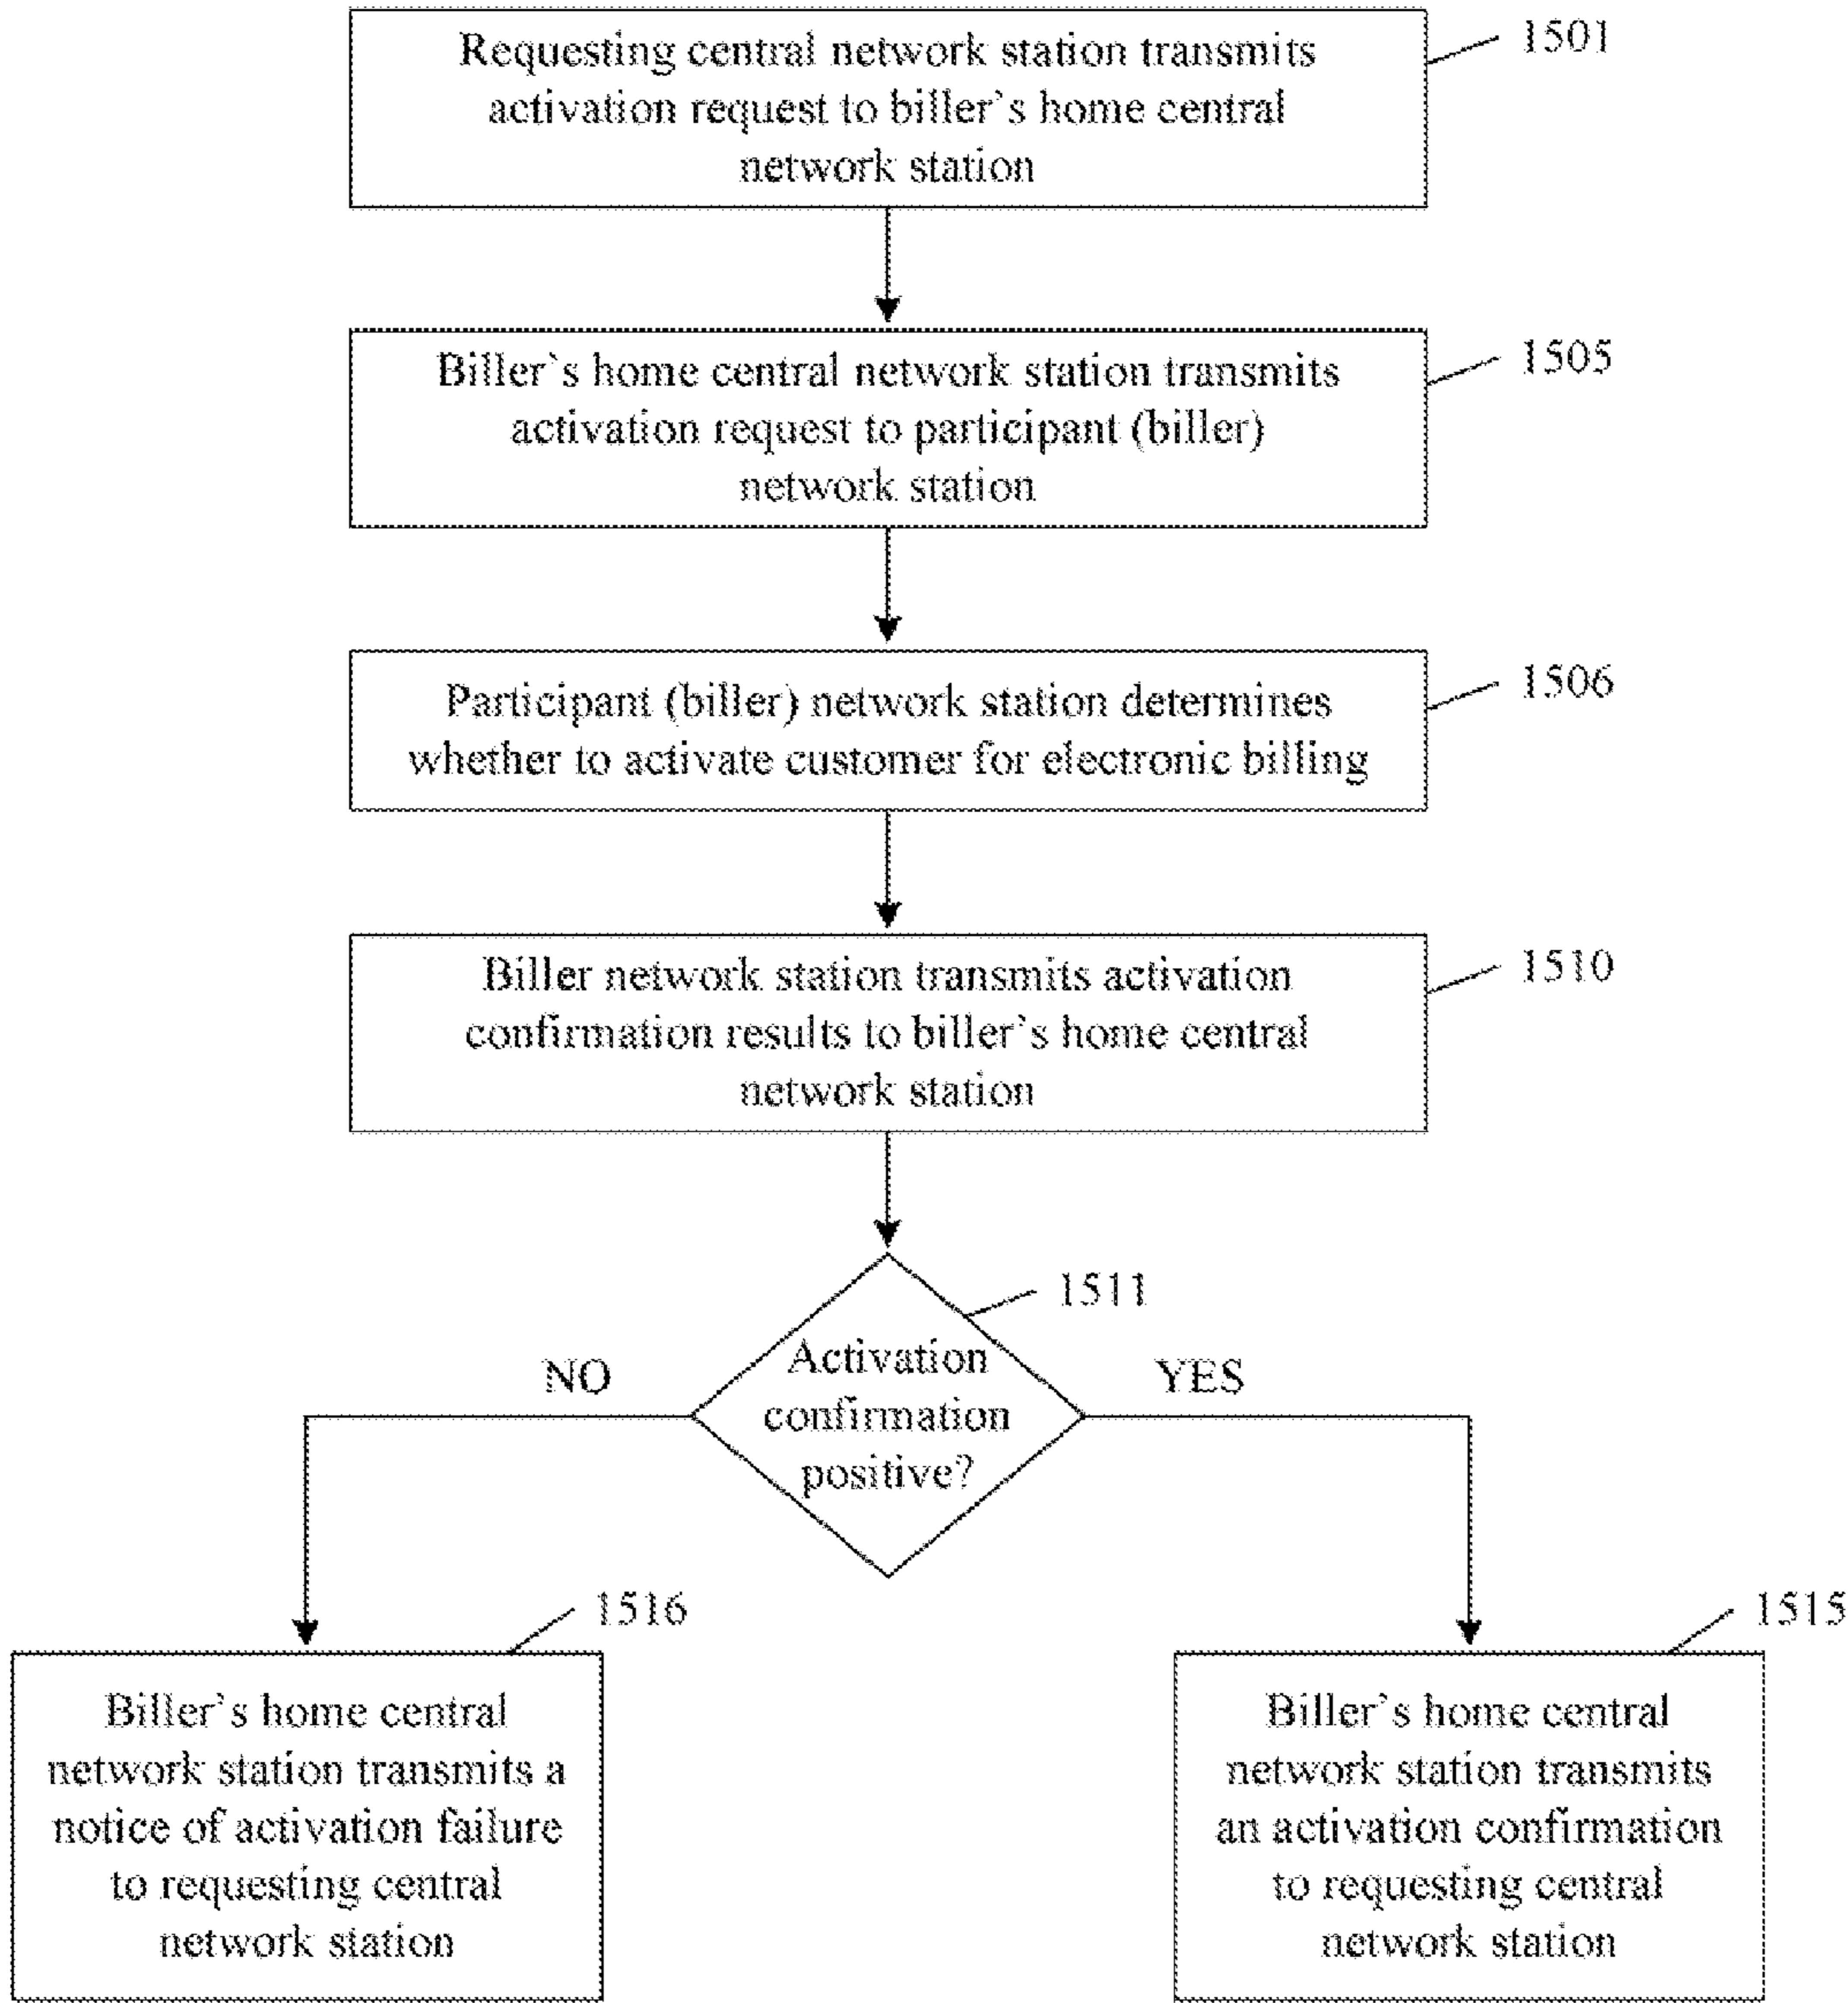 Requesting central network station transmits
activation request to biller's home central
network station
1501
Biller`s home central network station transmits
activation request to participant (biller)
network station
1505
Participant (biller) network station determines
whether to activate customer for electronic billing
1506
Biller network station transmits activation
confirmation results to biller's home central
network station
1510
1511
Activation
confirmation
positive?
NO
YES
1516
Biller's home central
network station transmits a
notice of activation failure
to requesting central
network station
1515
Biller's home central
network station transmits
an activation confirmation
to requesting central
network station